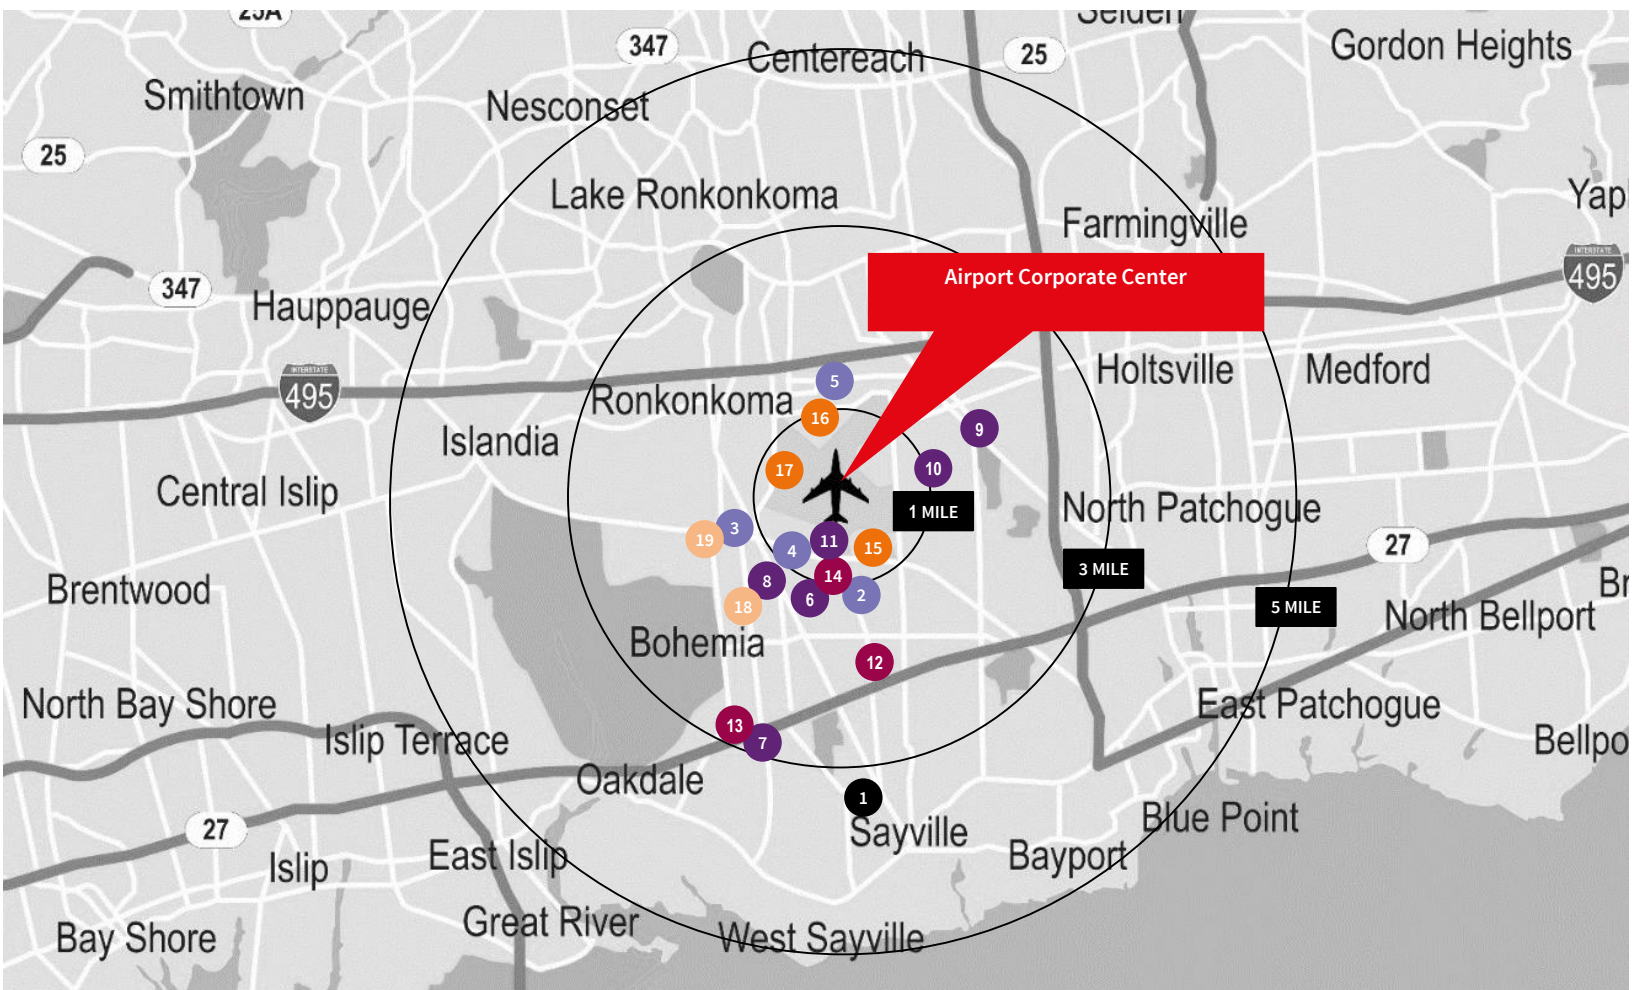 25A
Selden
347
Centereach
25
Gordon Heights
Smithtown
Nesconset
25
Lake Ronkonkoma
Yap
Farmingville
INTERSTATE
495
347
Airport Corporate Center
Hauppauge
INTERSTATE
495
5
Holtsville
Medford
Ronkonkoma
16
9
Islandia
17
10
Central Islip
1 MILE
North Patchogue
3
19
11
15
4
27
3 MILE
14
8
Brentwood
Br
6
2
18
5 MILE
North Bellport
Bohemia
12
North Bay Shore
East Patchogue
13
7
Islip Terrace
Bellpo
Oakdale
1
Blue Point
27
Sayville
Islip
East Islip
Bayport
Great River
Bay Shore
West Sayville